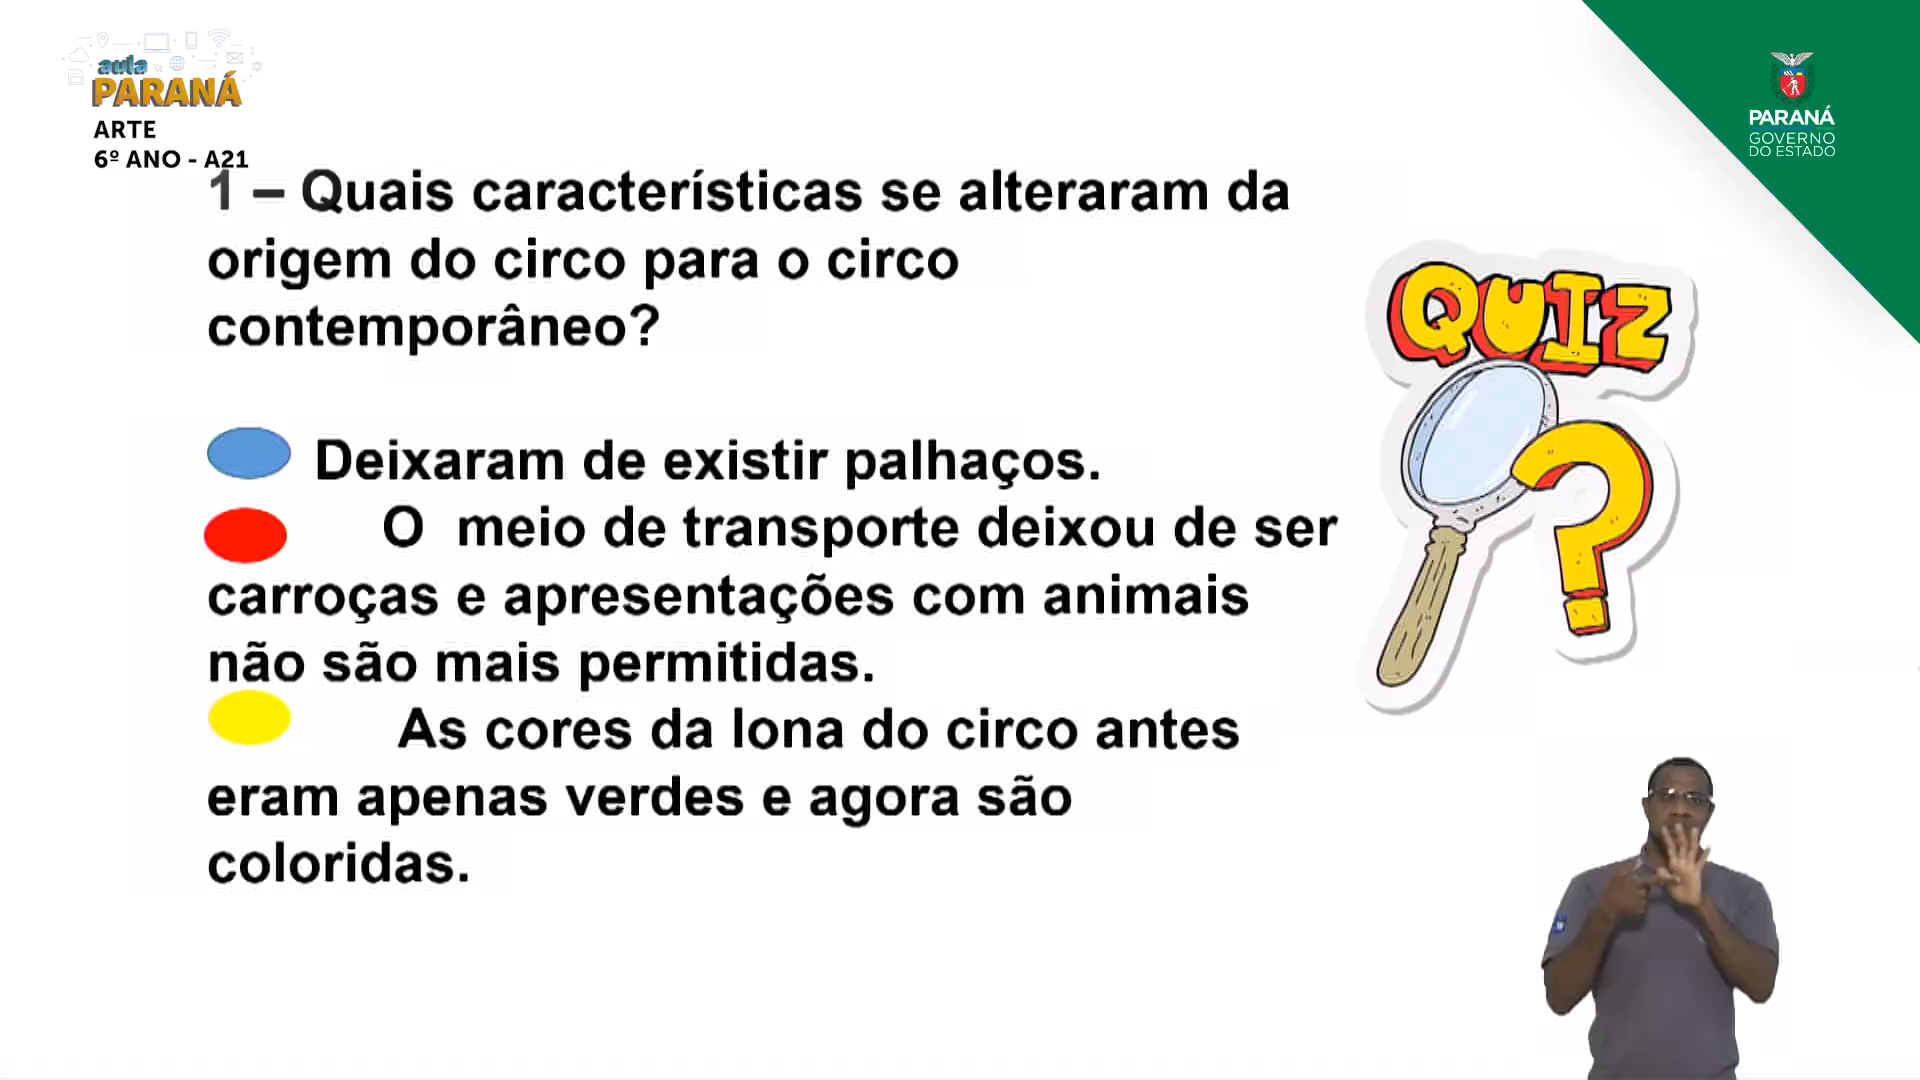 aula
PARANÁ
ARTE
6º ANO - A21
PARANÁ
GOVERNO
DO ESTADO
1 – Quais características se alteraram da
origem do circo para o circo
contemporâneo?
QUIZ
?
Deixaram de existir palhaços.
O meio de transporte deixou de ser
carroças e apresentações com animais
não são mais permitidas.
As cores da lona do circo antes
eram apenas verdes e agora são
coloridas.